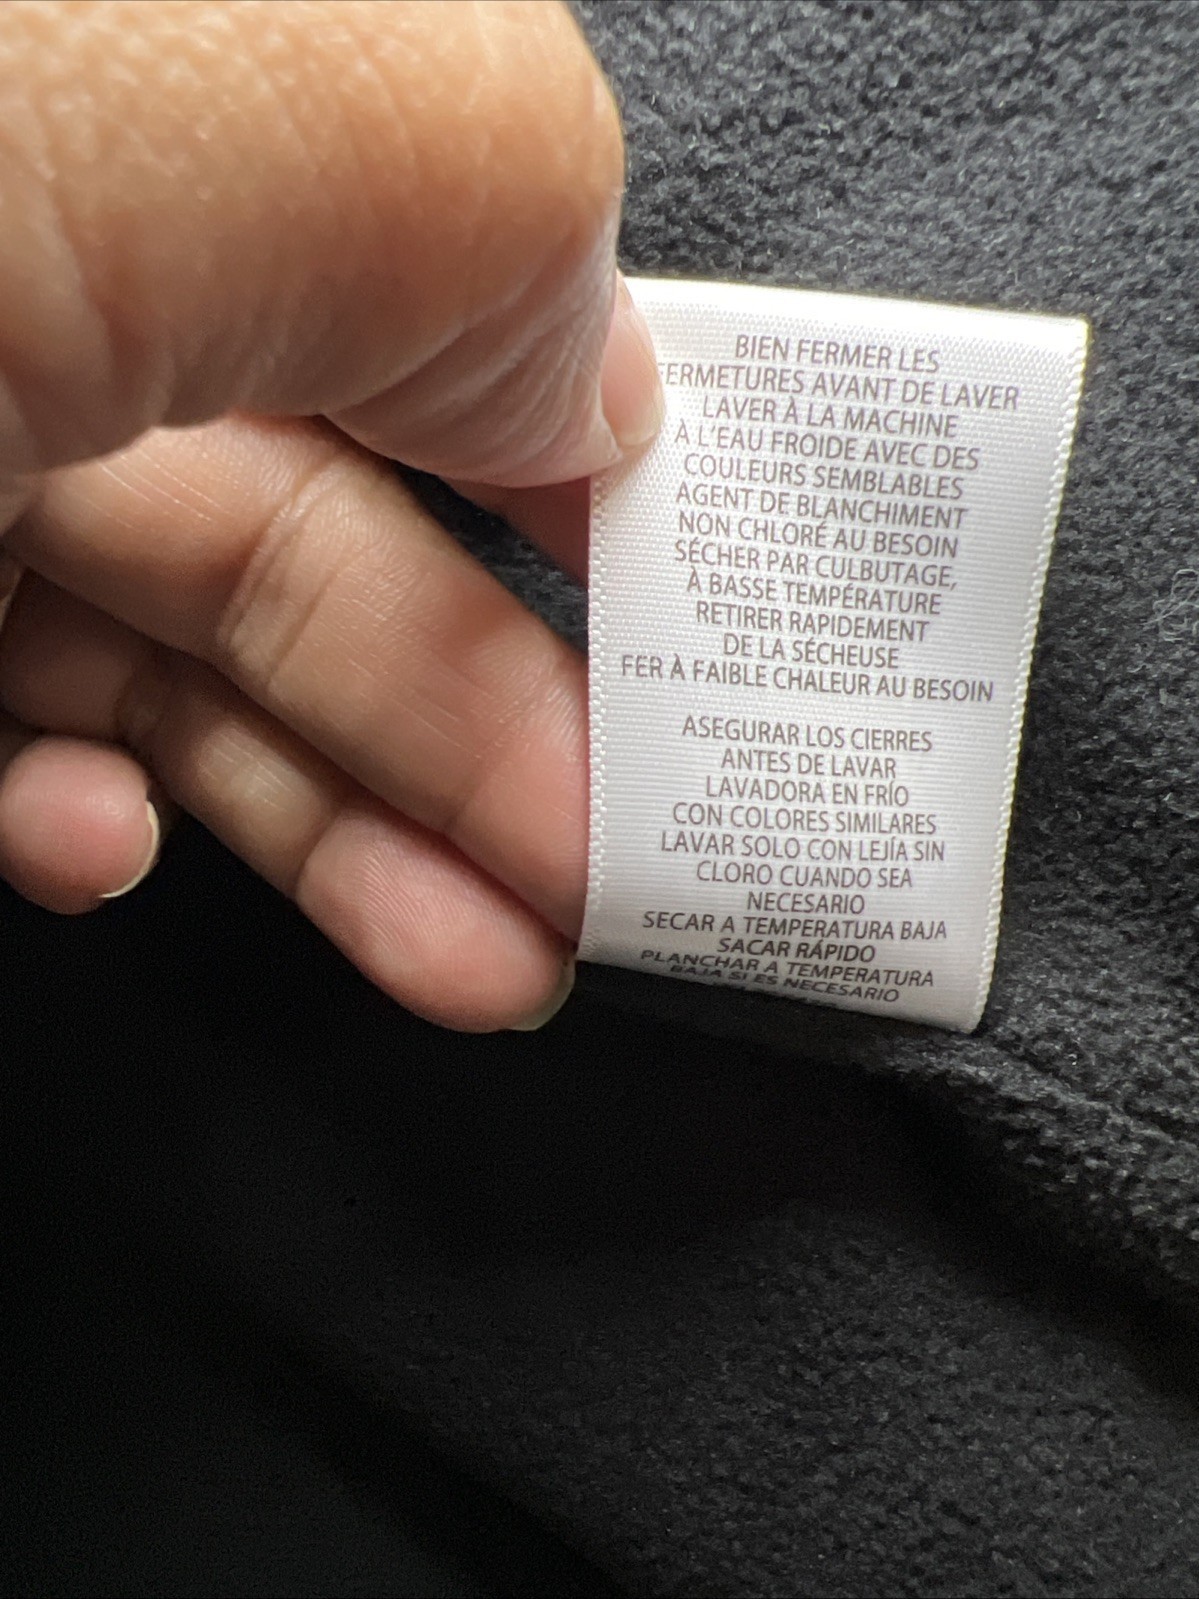 BIEN FERMER LES
FERMETURES AVANT DE LAVER
LAVER À LA MACHINE
À L'EAU FROIDE AVEC DES
COULEURS SEMBLABLES
AGENT DE BLANCHIMENT
NON CHLORÉ AU BESOIN
SÉCHER PAR CULBUTAGE,
À BASSE TEMPÉRATURE
RETIRER RAPIDEMENT
DE LA SÉCHEUSE
FER À FAIBLE CHALEUR AU BESOIN
ASEGURAR LOS CIERRES
ANTES DE LAVAR
LAVADORA EN FRÍO
CON COLORES SIMILARES
LAVAR SOLO CON LEJÍA SIN
CLORO CUANDO SEA
NECESARIO
SECAR A TEMPERATURA BAJA
SACAR RÁPIDO
PLANCHAR A TEMPERATURA
BAJA SI ES NECESARIO